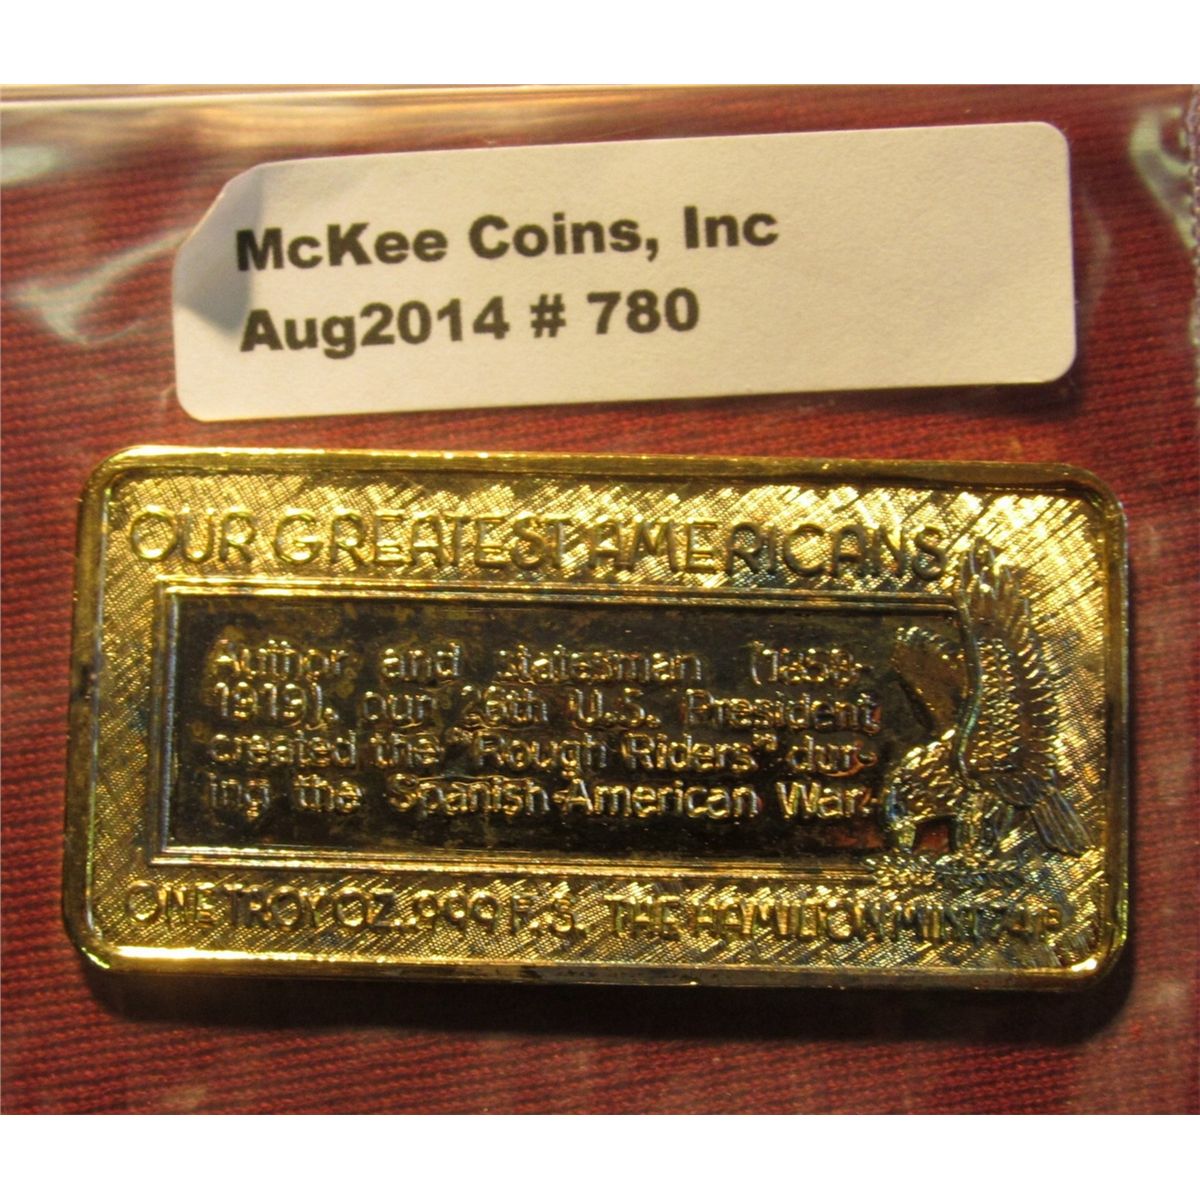 McKee Coins, Inc
Aug2014 # 780
OUR GREATEST AMERICANS
Author and statesman (1858-
1919), our 26th U.S. President
created the "Rough Riders" dur-
ing the Spanish-American War.
ONE TROY OZ. .999 F.S. THE HAMILTON MINT